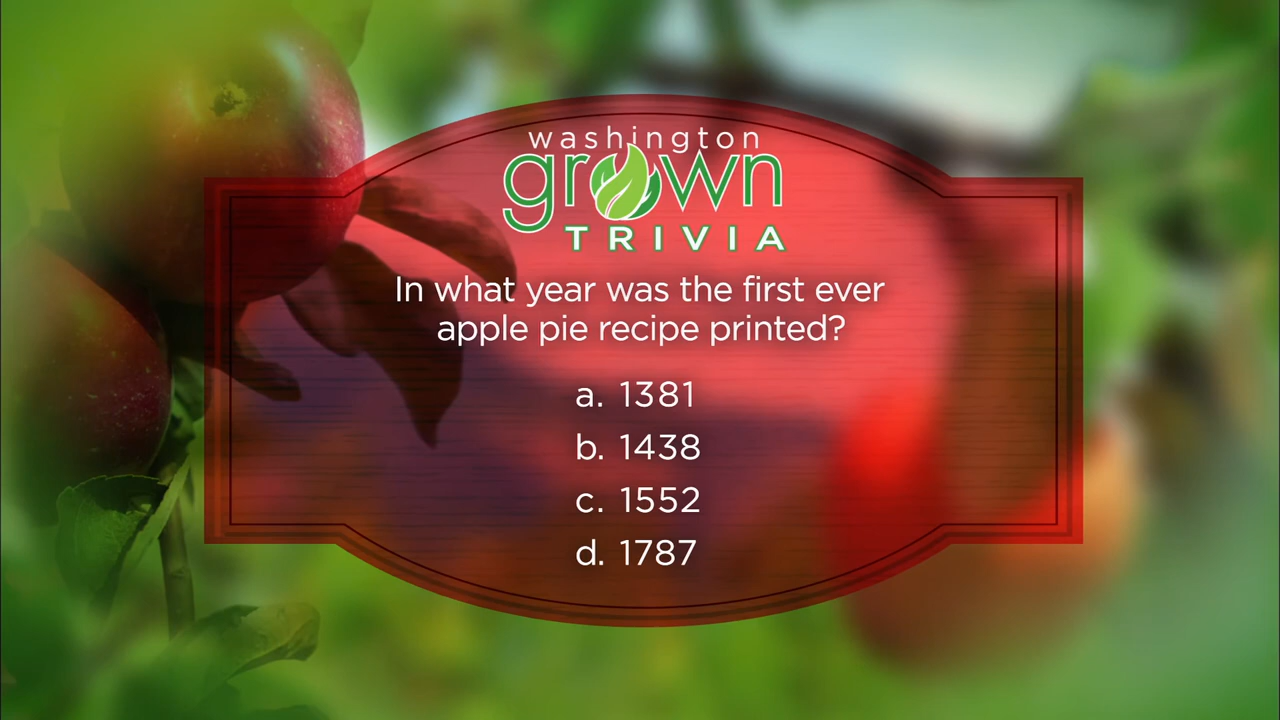 washington
grown
TRIVIA
In what year was the first ever
apple pie recipe printed?
a. 1381
b. 1438
c. 1552
d. 1787